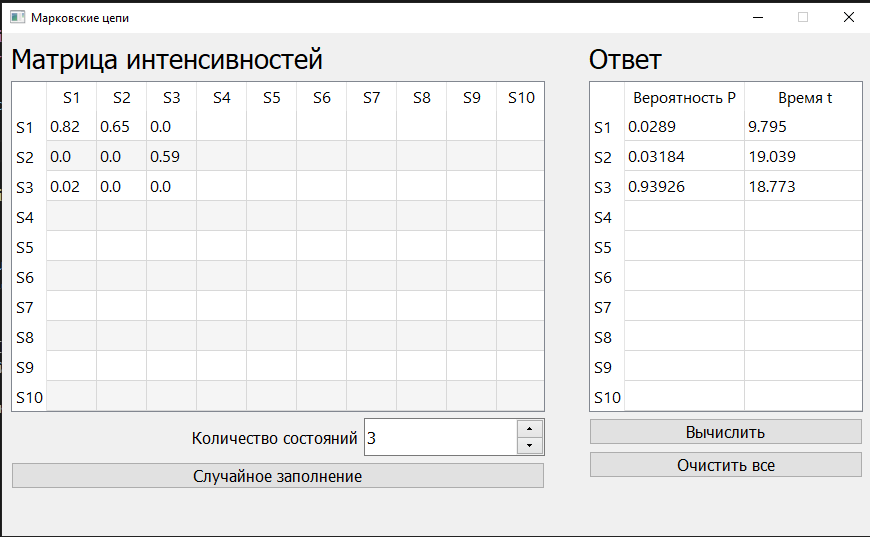 Марковские цепи
Матрица интенсивностей
S1 S2 S3 S4 S5 S6 S7 S8 S9 S10
S1 0.82 0.65 0.0
S2 0.0 0.0 0.59
S3 0.02 0.0 0.0
S4
S5
S6
S7
S8
S9
S10
Количество состояний 3
Случайное заполнение
Ответ
Вероятность P Время t
S1 0.0289 9.795
S2 0.03184 19.039
S3 0.93926 18.773
S4
S5
S6
S7
S8
S9
S10
Вычислить
Очистить все